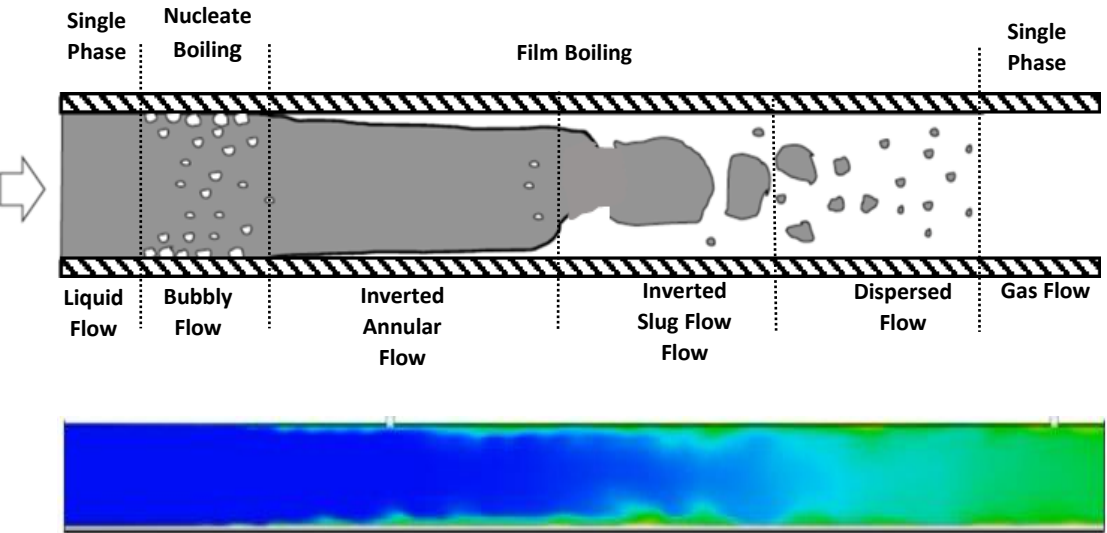 Single
Phase
Nucleate
Boiling
Film Boiling
Single
Phase
Liquid
Flow
Bubbly
Flow
Inverted
Annular
Flow
Inverted
Slug Flow
Flow
Dispersed
Flow
Gas Flow